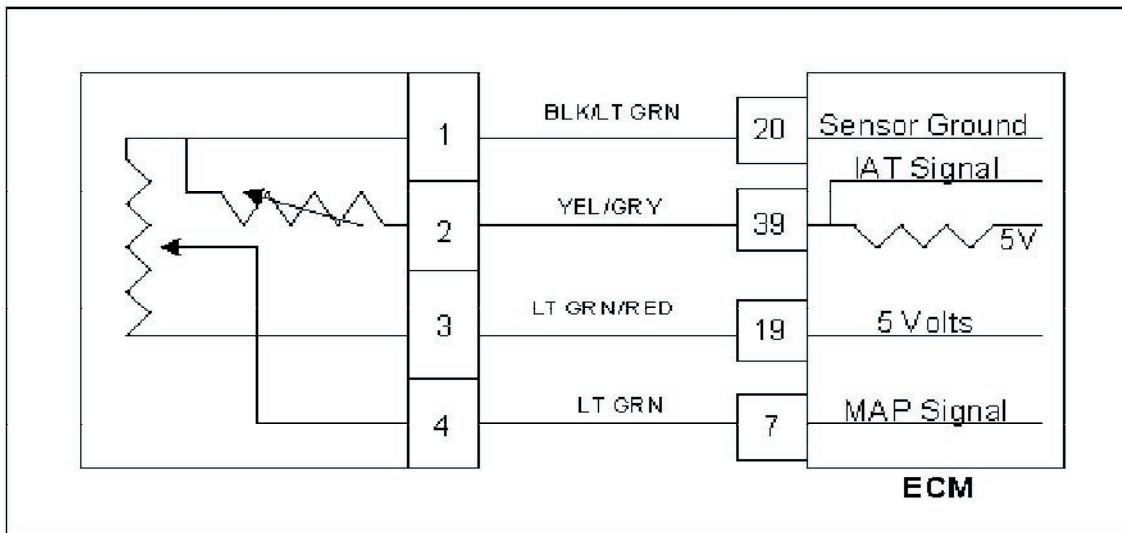 1
BLK/LT GRN
20
Sensor Ground
IAT Signal
2
YEL/GRY
39
5V
3
LT GRN/RED
19
5 Volts
4
LT GRN
7
MAP Signal
ECM